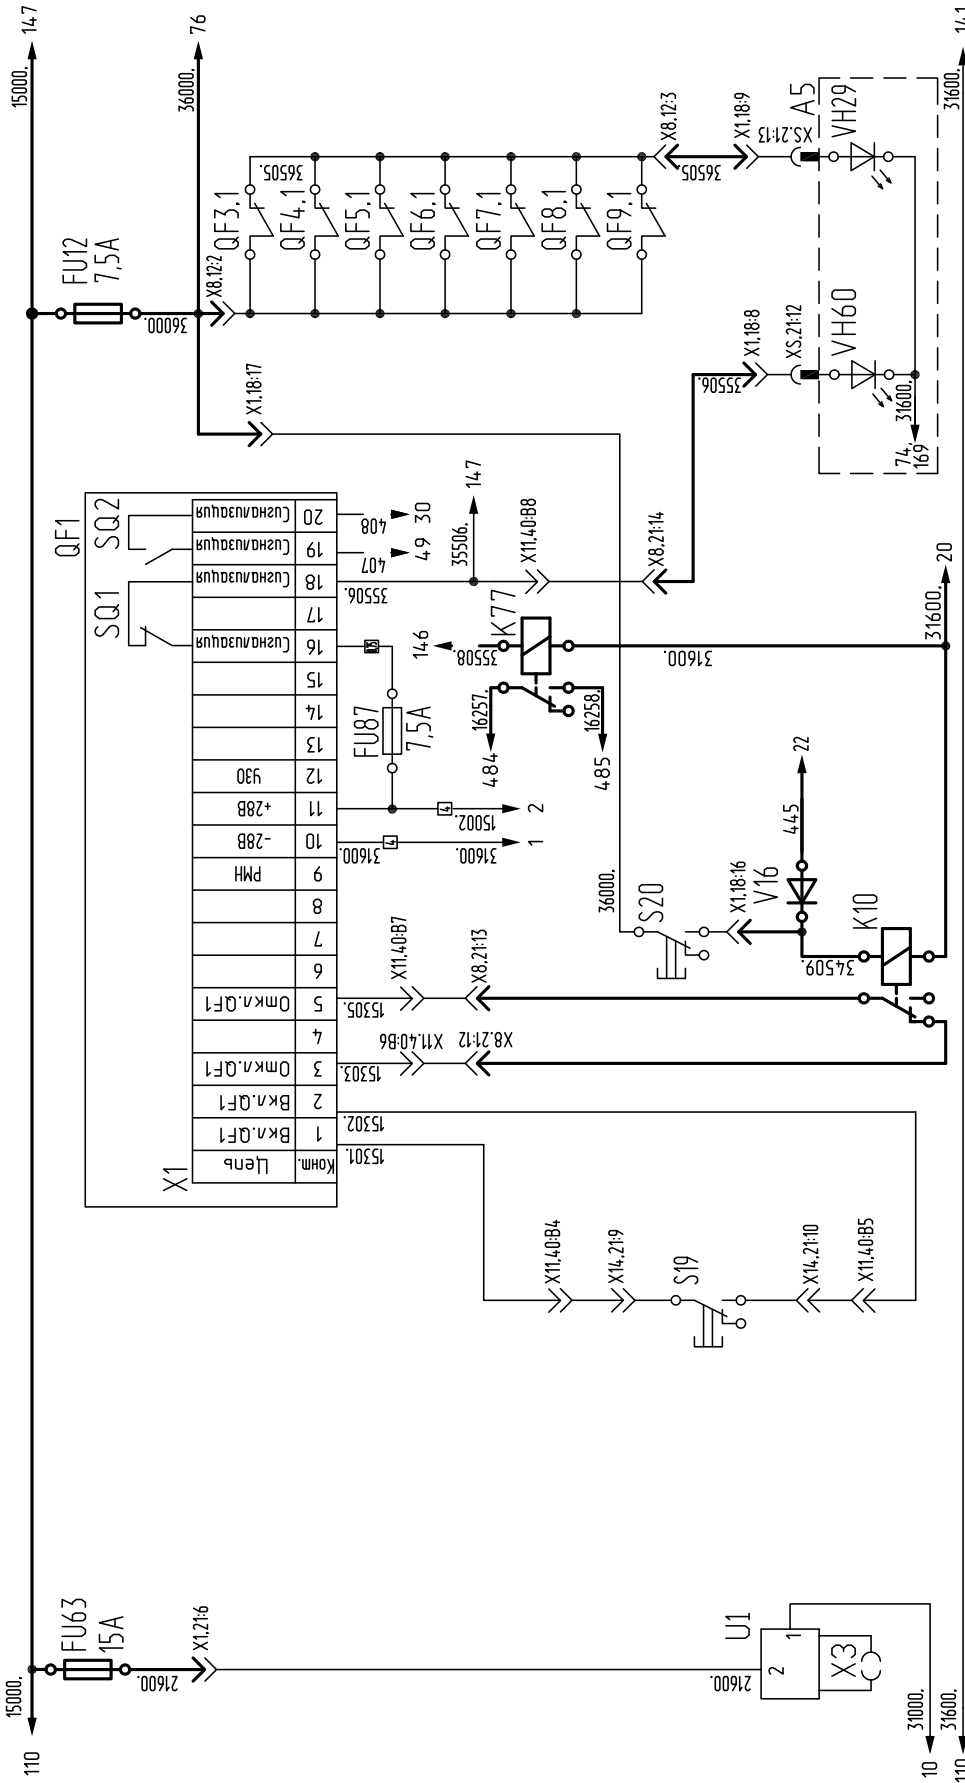 147
15000.
FU12
7,5A
36000.
76
36000.
X8.12:2
X1.18:17
QF3.1
QF4.1
QF5.1
QF6.1
QF7.1
QF8.1
QF9.1
36505.
X8.12:3
36505.
X1.18:9
XS.21:13
A5
VH29
VH60
XS.21:12
X1.18:8
35506.
31600.
74,
169
31600.
14.1
QF1
SQ2
SQ1
X1
20 Сигнализация
19 Сигнализация
18 Сигнализация
17
16 Сигнализация
15
14
13
12 УЗО
11 +28В
10 -28В
9 РМН
8
7
6
5 Откл.QF1
4
3 Откл.QF1
2 Вкл.QF1
1 Вкл.QF1
Конт. Цепь
408
30
407
49
35506.
35506.
147
X11.40:B8
X8.21:14
FU87
7,5A
146
35508.
K77
31600.
16257.
484
16258.
485
4
15002.
2
31600.
4
31600.
1
31600.
20
36000.
S20
X1.18:16
V16
445
22
34509.
K10
15305.
X11.40:B7
X8.21:13
15303.
X11.40:B6
X8.21:12
15302.
15301.
X11.40:B4
X14.21:9
S19
X14.21:10
X11.40:B5
15000.
110
FU63
15A
21600.
X1.21:6
21600.
U1
2
1
X3
31000.
10
31600.
110